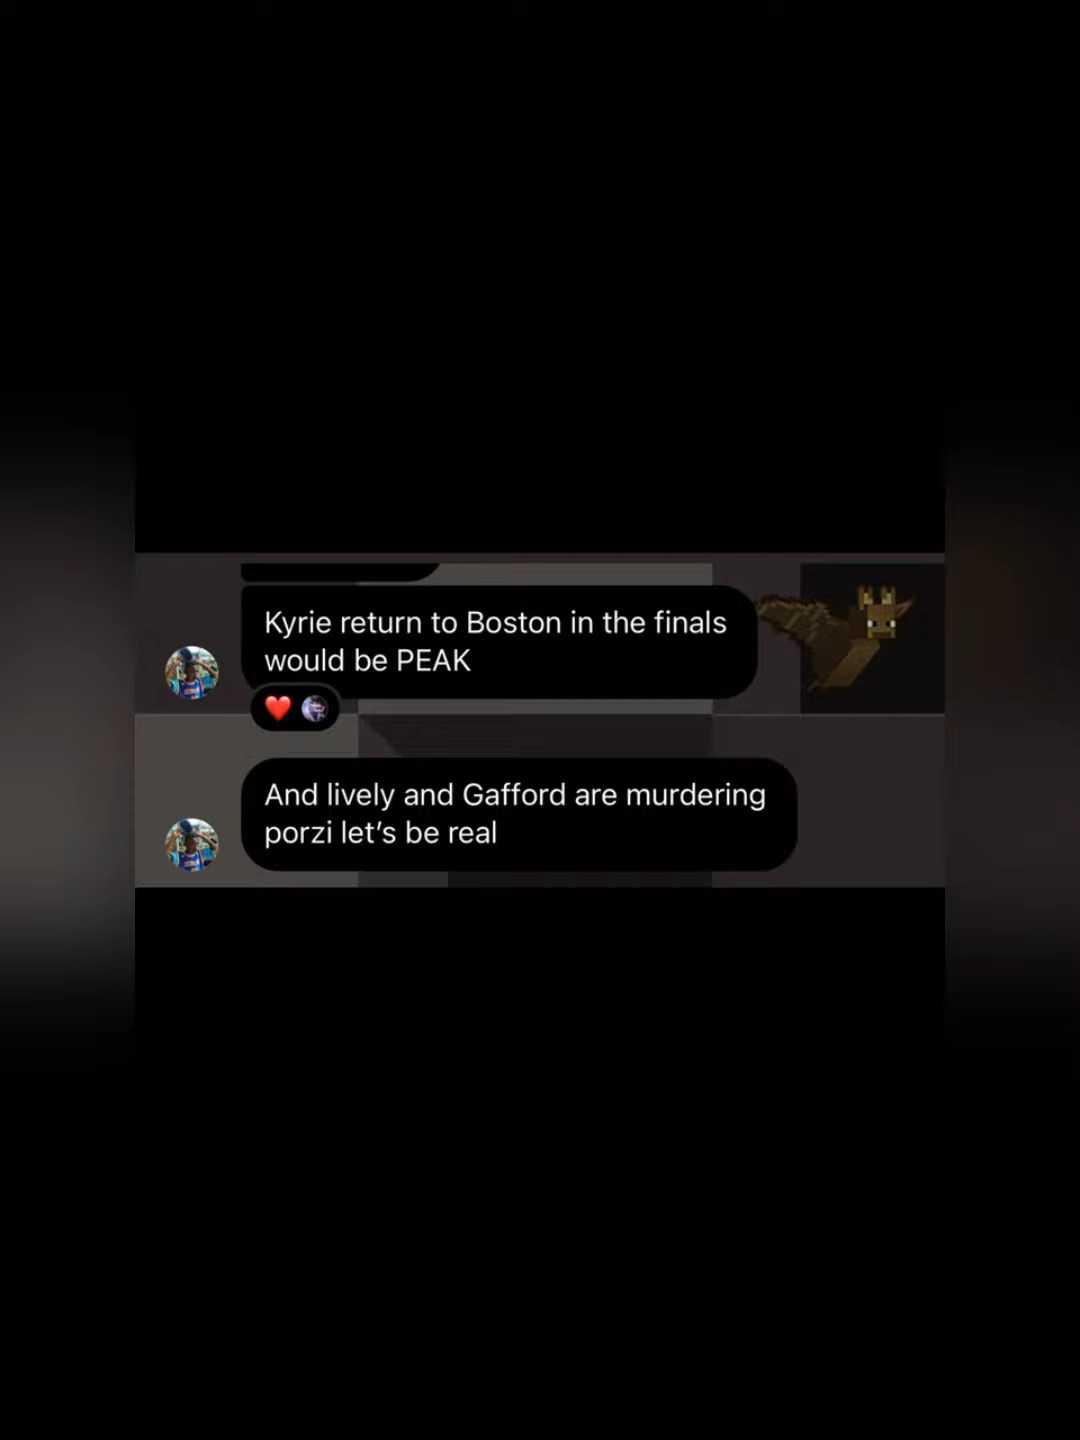 Kyrie return to Boston in the finals
would be PEAK
And lively and Gafford are murdering
porzi let’s be real